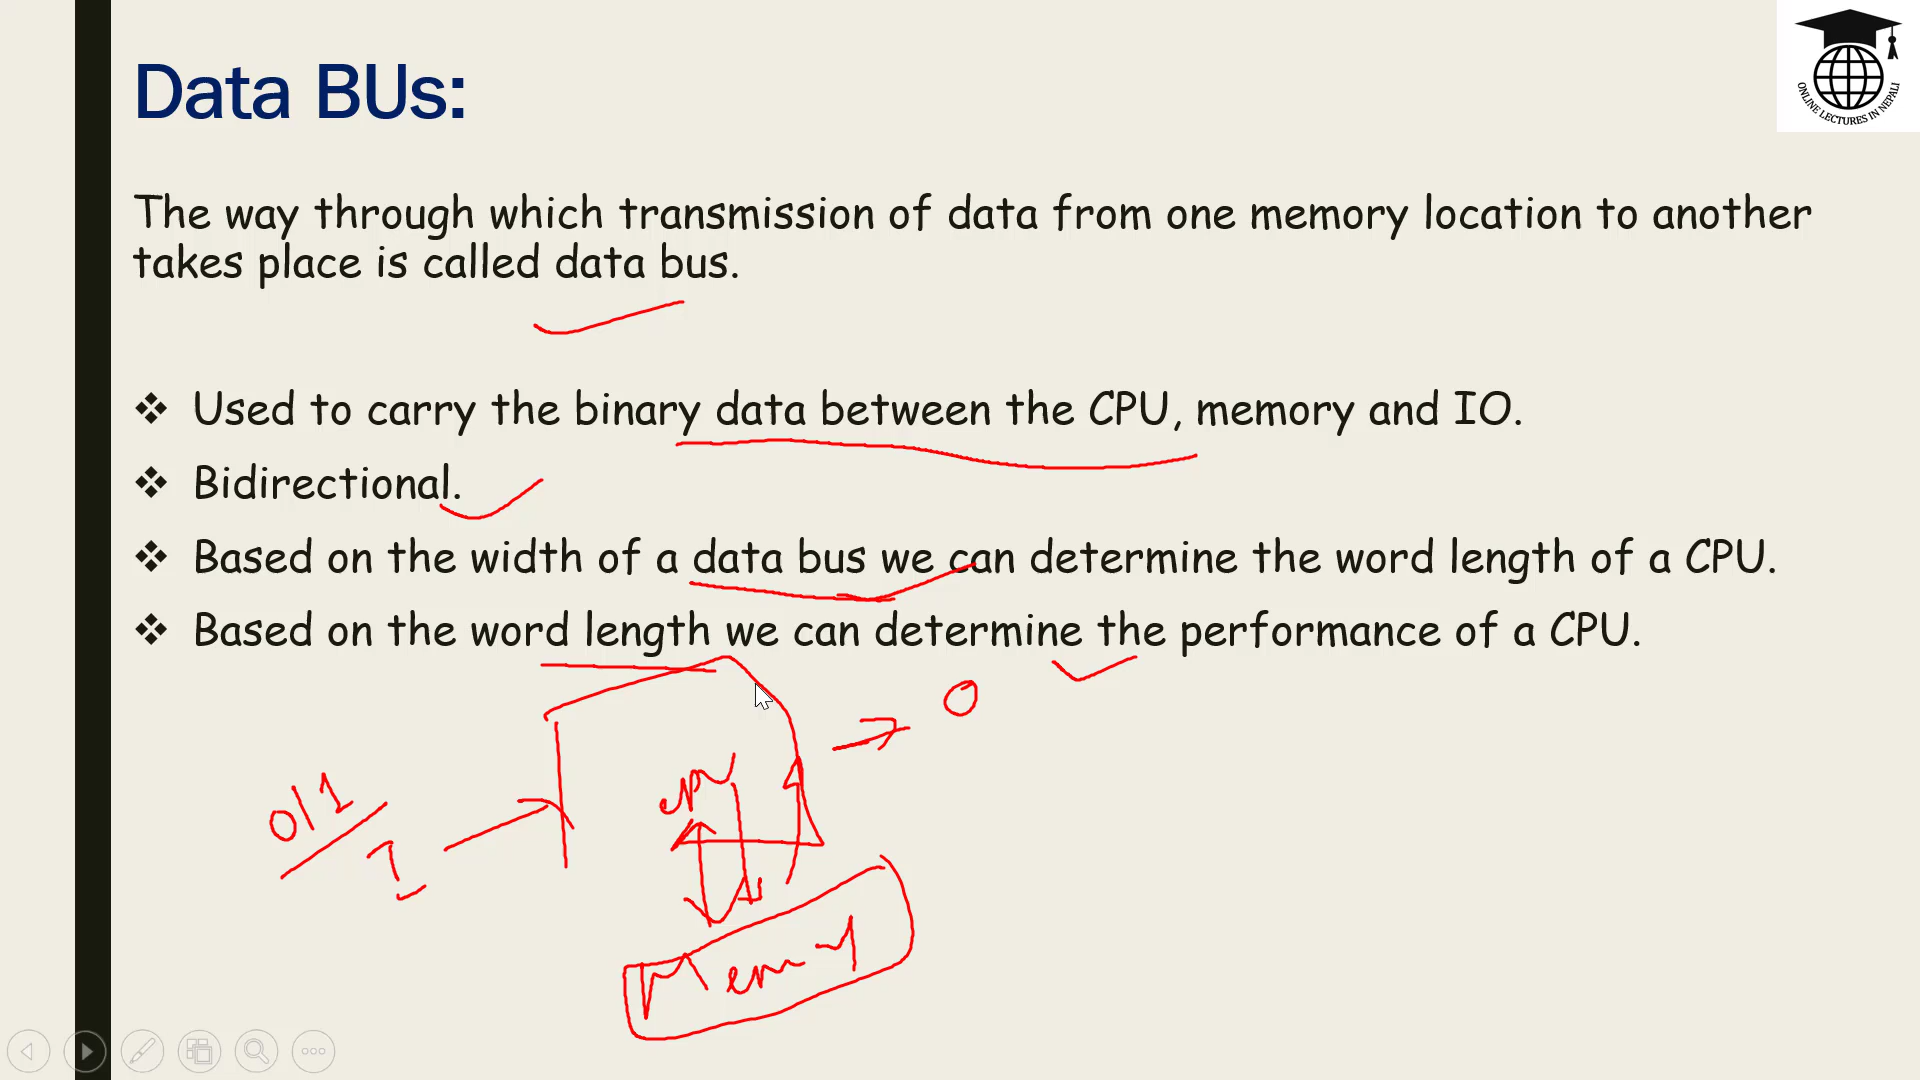 Data BUs:
ONLINE LECTURES IN NEPALI
The way through which transmission of data from one memory location to another
takes place is called data bus.
❖ Used to carry the binary data between the CPU, memory and IO.
❖ Bidirectional.
❖ Based on the width of a data bus we can determine the word length of a CPU.
❖ Based on the word length we can determine the performance of a CPU.
O
0/1
I